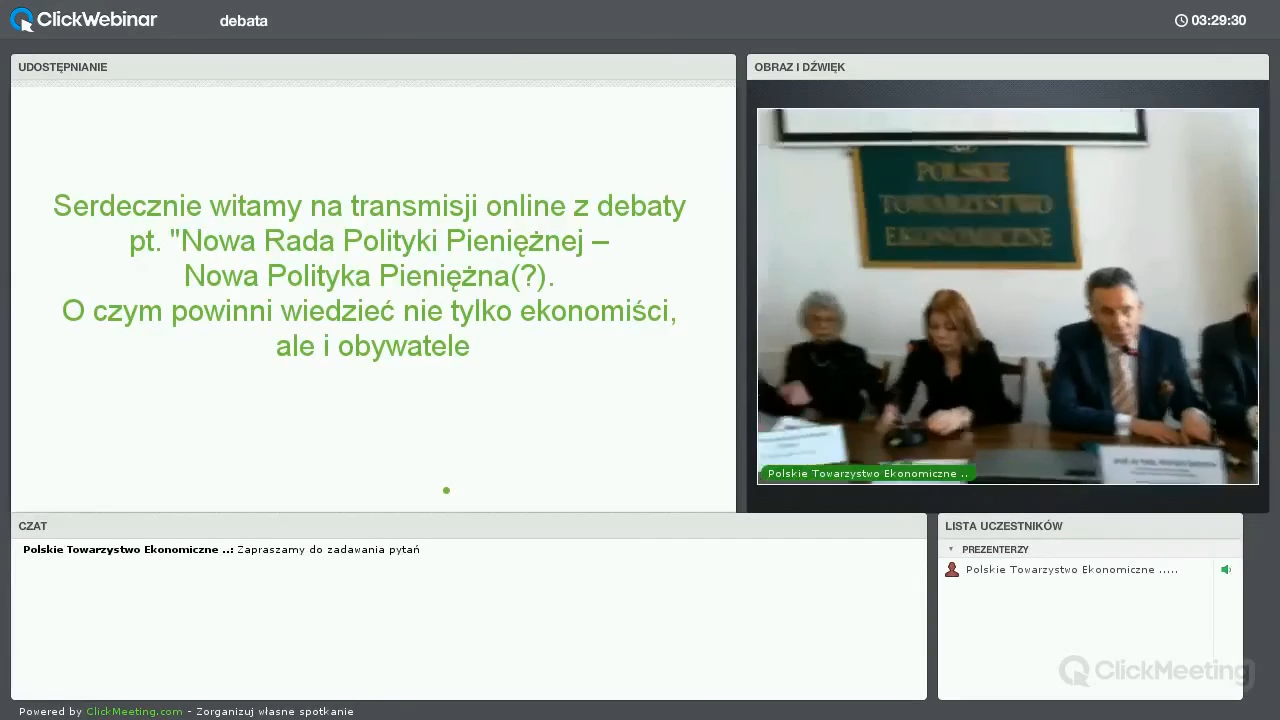 ClickWebinar
debata
03:29:30
UDOSTĘPNIANIE
Serdecznie witamy na transmisji online z debaty
pt. "Nowa Rada Polityki Pieniężnej –
Nowa Polityka Pieniężna(?).
O czym powinni wiedzieć nie tylko ekonomiści,
ale i obywatele
OBRAZ I DŹWIĘK
POLSKIE
TOWARZYSTWO
EKONOMICZNE
Polskie Towarzystwo Ekonomiczne ..
CZAT
Polskie Towarzystwo Ekonomiczne ..: Zapraszamy do zadawania pytań
LISTA UCZESTNIKÓW
PREZENTERZY
Polskie Towarzystwo Ekonomiczne .....
ClickMeeting
Powered by ClickMeeting.com - Zorganizuj własne spotkanie